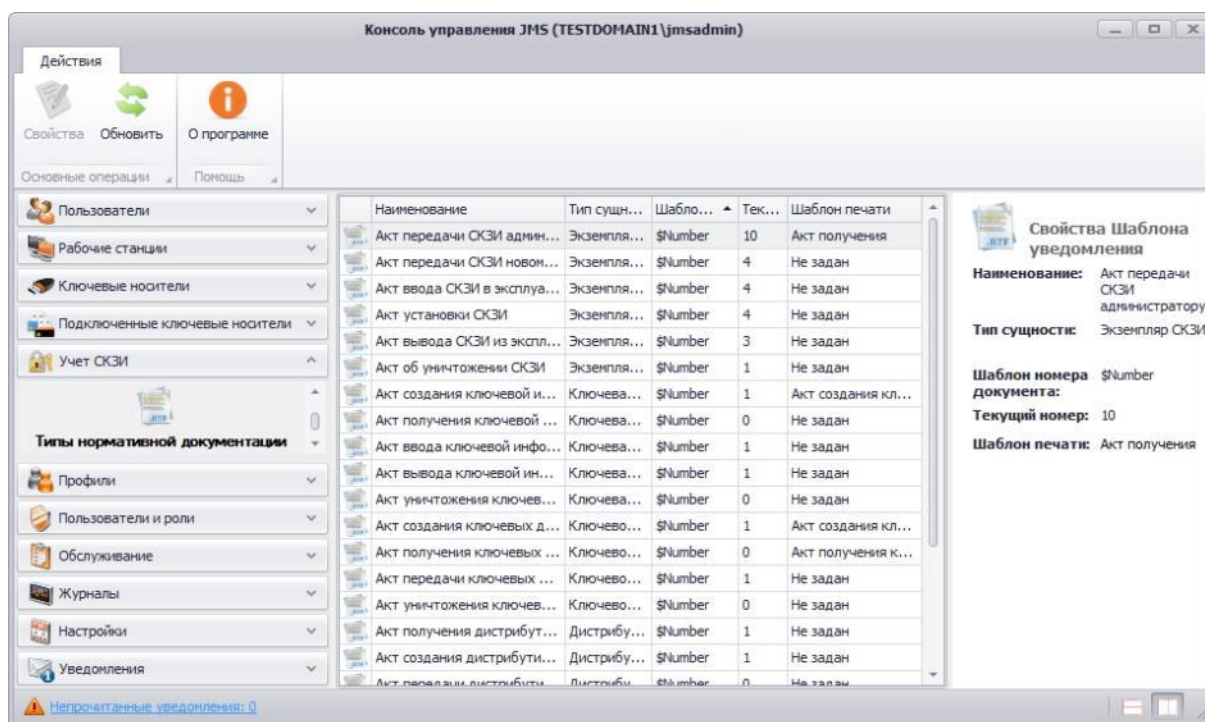 Консоль управления JMS (TESTDOMAIN1\jmsadmin)
Действия
Свойства Обновить О программе
Основные операции Помощь
Пользователи
Рабочие станции
Ключевые носители
Подключенные ключевые носители
Учет СКЗИ
.RTF
Типы нормативной документации
Профили
Пользователи и роли
Обслуживание
Журналы
Настройки
Уведомления
Наименование Тип сущн... Шабло... Тек... Шаблон печати
Акт передачи СКЗИ админ... Экземпля... $Number 10 Акт получения
Акт передачи СКЗИ новом... Экземпля... $Number 4 Не задан
Акт ввода СКЗИ в эксплуа... Экземпля... $Number 4 Не задан
Акт установки СКЗИ Экземпля... $Number 4 Не задан
Акт вывода СКЗИ из экспл... Экземпля... $Number 3 Не задан
Акт об уничтожении СКЗИ Экземпля... $Number 1 Не задан
Акт создания ключевой и... Ключева... $Number 1 Акт создания кл...
Акт получения ключевой ... Ключева... $Number 0 Не задан
Акт ввода ключевой инфо... Ключева... $Number 1 Не задан
Акт вывода ключевой ин... Ключева... $Number 1 Не задан
Акт уничтожения ключев... Ключева... $Number 0 Не задан
Акт создания ключевых д... Ключево... $Number 1 Акт создания кл...
Акт получения ключевых ... Ключево... $Number 0 Акт получения к...
Акт передачи ключевых ... Ключево... $Number 1 Не задан
Акт уничтожения ключев... Ключево... $Number 0 Не задан
Акт получения дистрибут... Дистрибу... $Number 1 Не задан
Акт создания дистрибути... Дистрибу... $Number 1 Не задан
Акт передачи дистрибути... Дистрибу... $Number 0 Не задан
.RTF
Свойства Шаблона
уведомления
Наименование: Акт передачи
СКЗИ
администратору
Тип сущности: Экземпляр СКЗИ
Шаблон номера $Number
документа:
Текущий номер: 10
Шаблон печати: Акт получения
Непрочитанные уведомления: 0